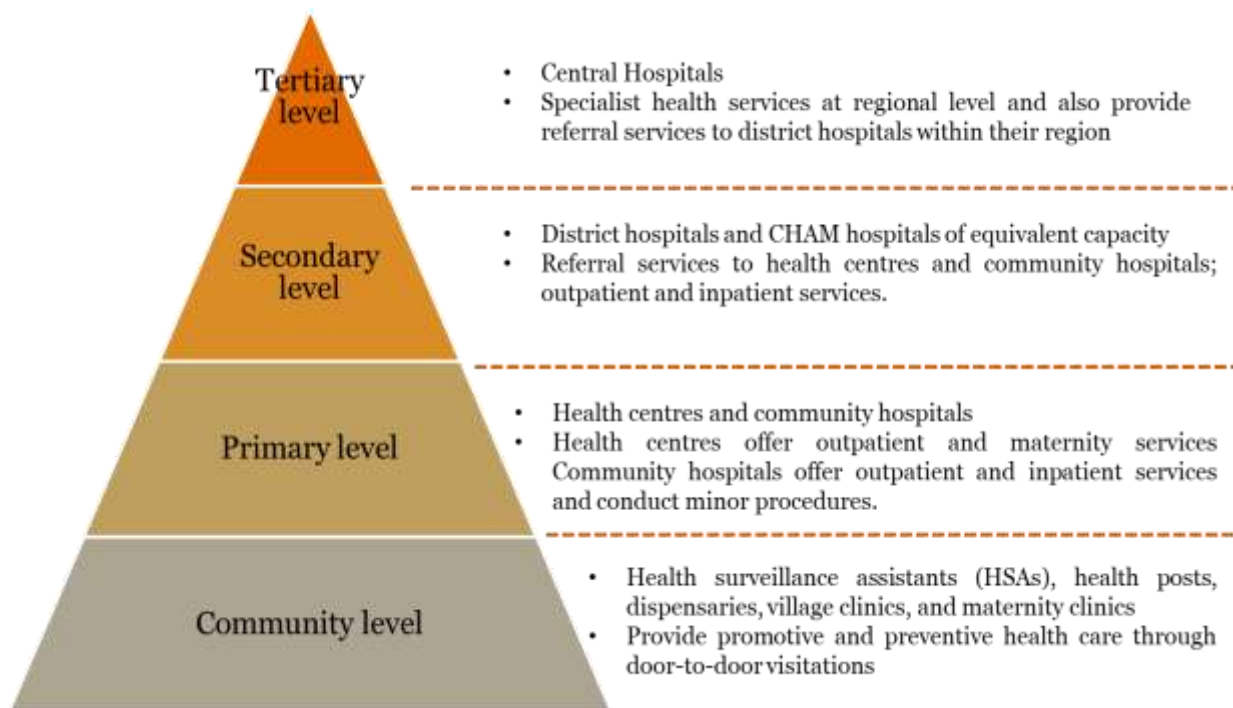 Tertiary
level
• Central Hospitals
• Specialist health services at regional level and also provide
referral services to district hospitals within their region
Secondary
level
• District hospitals and CHAM hospitals of equivalent capacity
• Referral services to health centres and community hospitals;
outpatient and inpatient services.
Primary level
• Health centres and community hospitals
• Health centres offer outpatient and maternity services
Community hospitals offer outpatient and inpatient services
and conduct minor procedures.
Community level
• Health surveillance assistants (HSAs), health posts,
dispensaries, village clinics, and maternity clinics
• Provide promotive and preventive health care through
door-to-door visitations